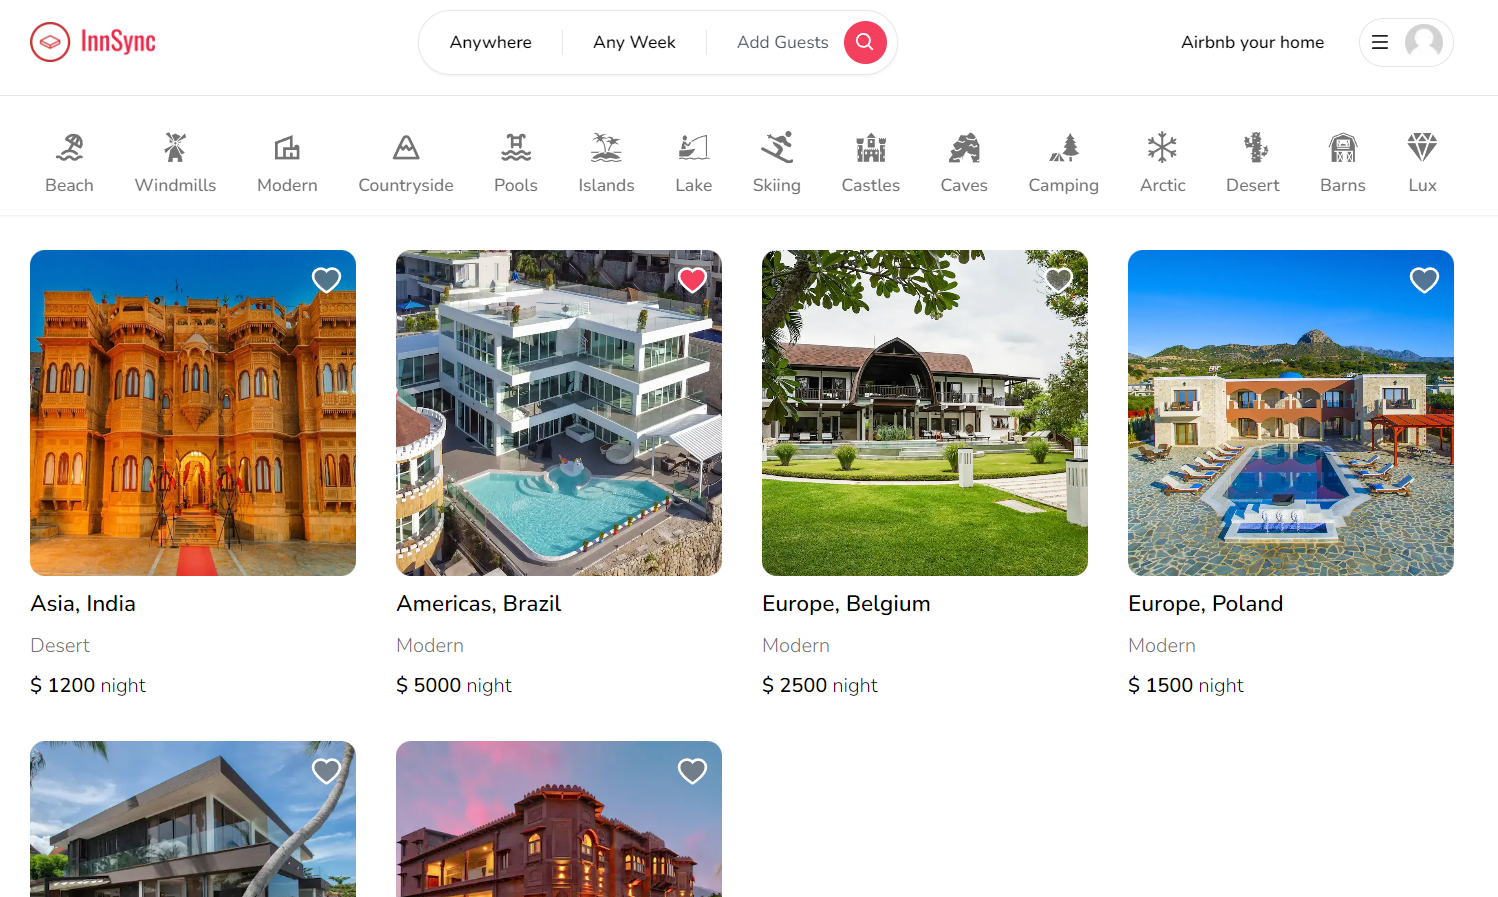 InnSync
Anywhere
Any Week
Add Guests
Airbnb your home
Beach
Windmills
Modern
Countryside
Pools
Islands
Lake
Skiing
Castles
Caves
Camping
Arctic
Desert
Barns
Lux
Asia, India
Desert
$ 1200 night
Americas, Brazil
Modern
$ 5000 night
Europe, Belgium
Modern
$ 2500 night
Europe, Poland
Modern
$ 1500 night